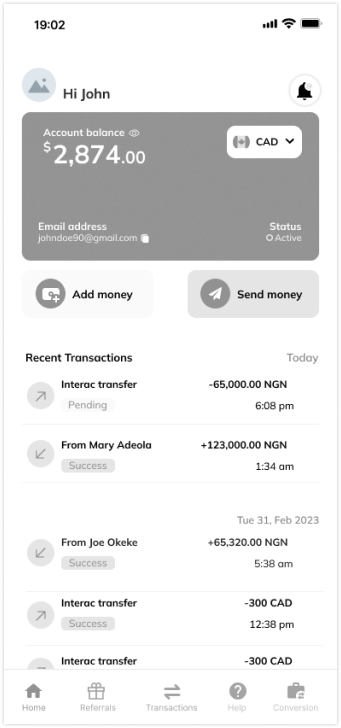 19:02
Hi John
Account balance
$2,874.00
CAD
Email address
Status
johndoe90@gmail.com
Active
Add money
Send money
Recent Transactions
Today
Interac transfer
-65,000.00 NGN
Pending
6:08 pm
From Mary Adeola
+123,000.00 NGN
Success
1:34 am
Tue 31, Feb 2023
From Joe Okeke
+65,320.00 NGN
Success
5:38 am
Interac transfer
-300 CAD
Success
12:38 pm
Interac transfer
-300 CAD
Home
Referrals
Transactions
Help
Conversion